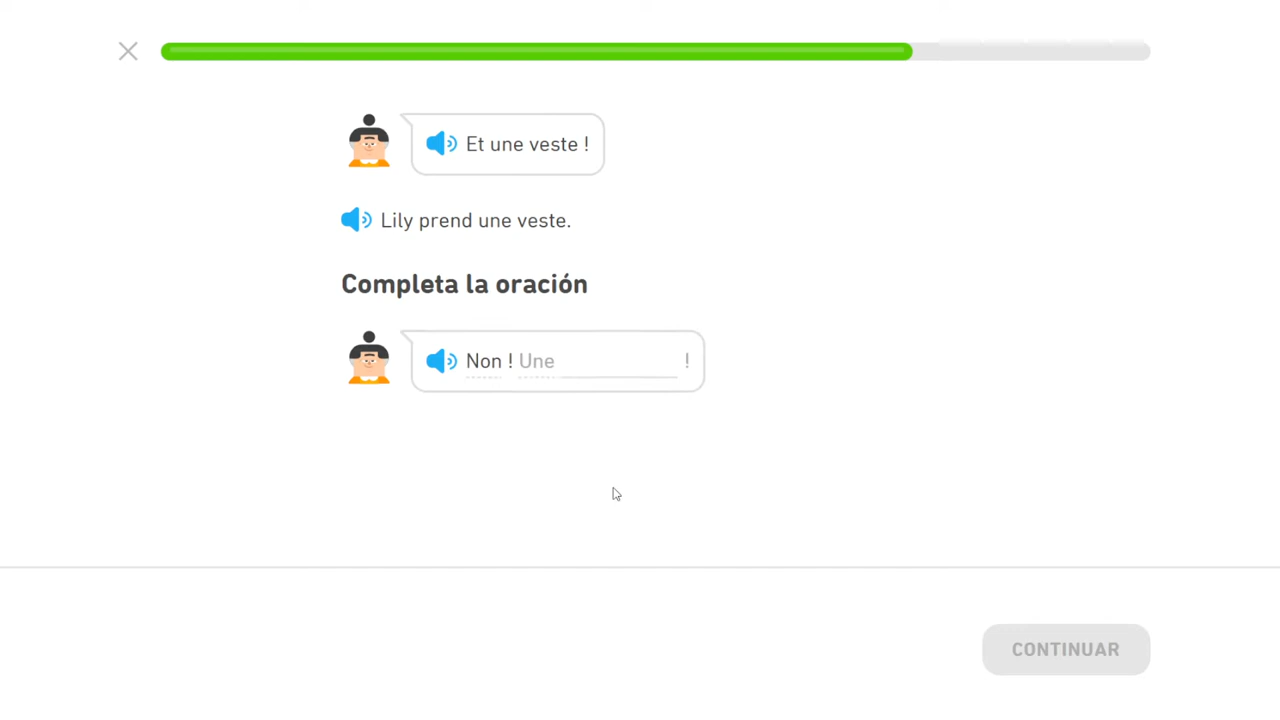 Et une veste !
Lily prend une veste.
Completa la oración
Non ! Une !
CONTINUAR